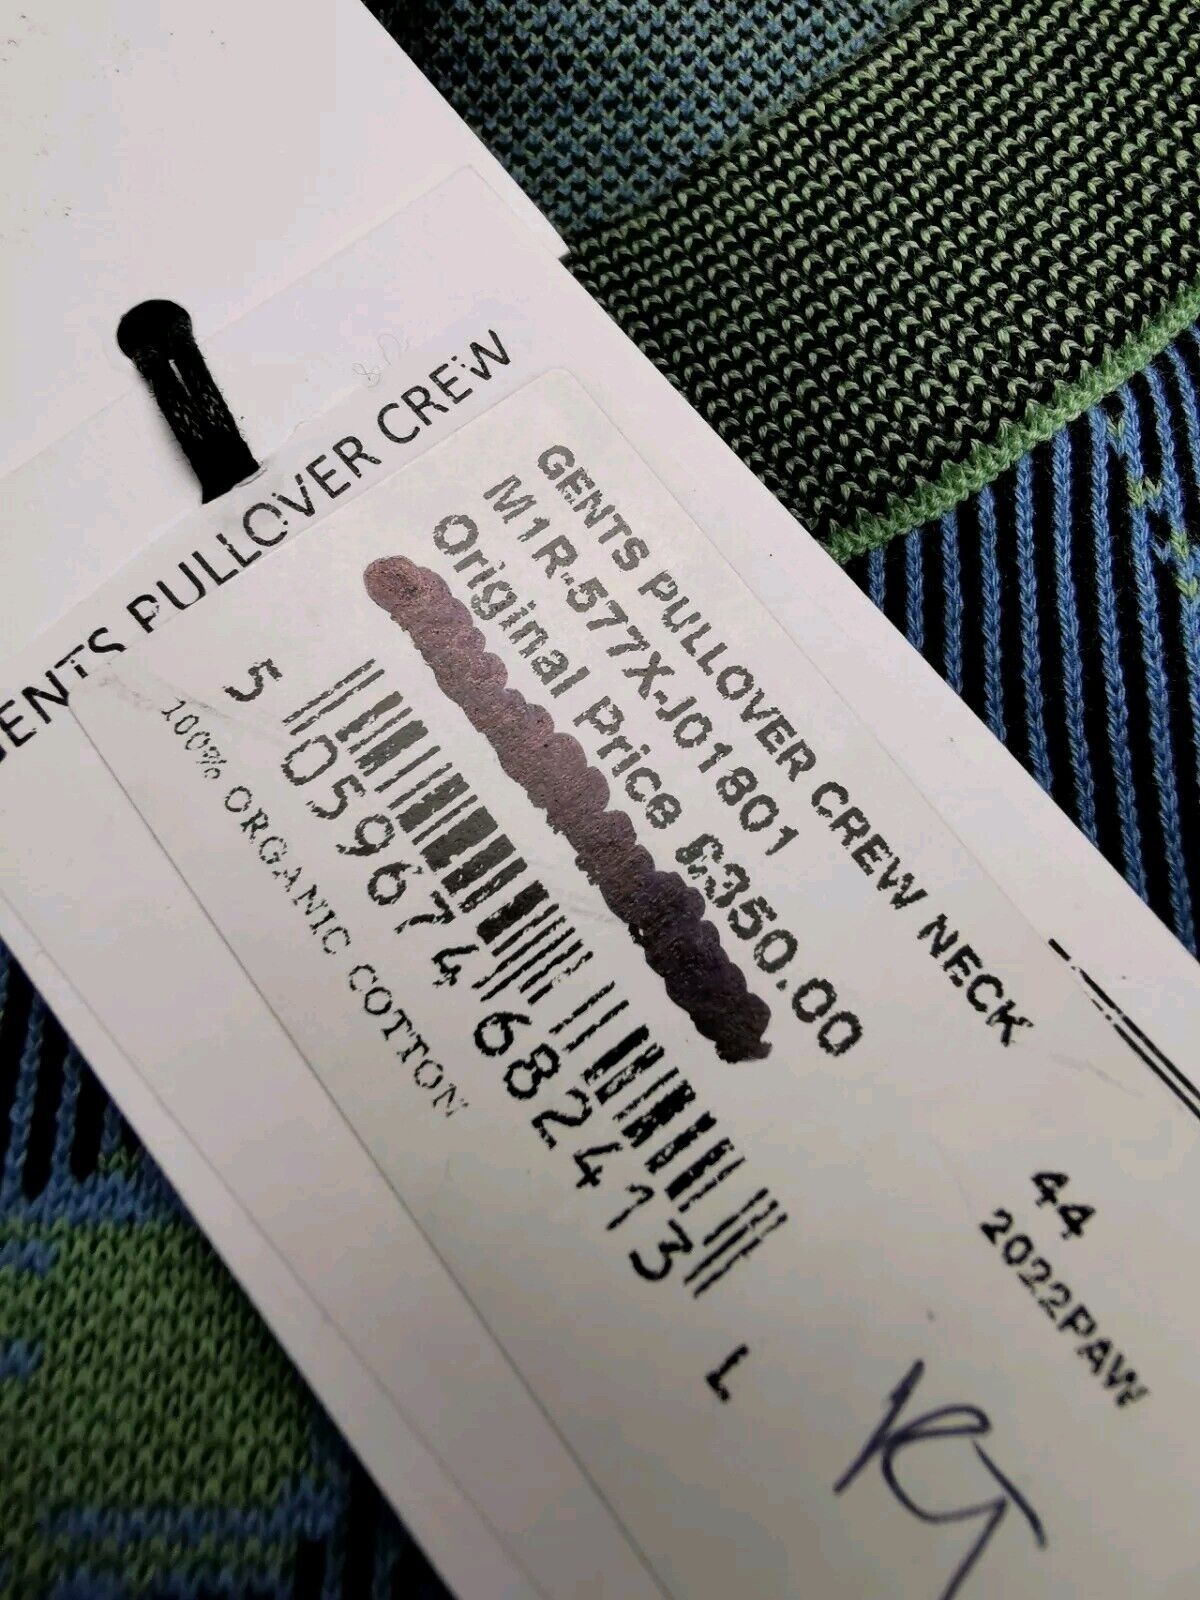 GENTS PULLOVER CREW
GENTS PULLOVER CREW NECK
M1R-577X-J01801
Original Price £350.00
5 059674 682413
100% ORGANIC COTTON
L
44
2022PAW